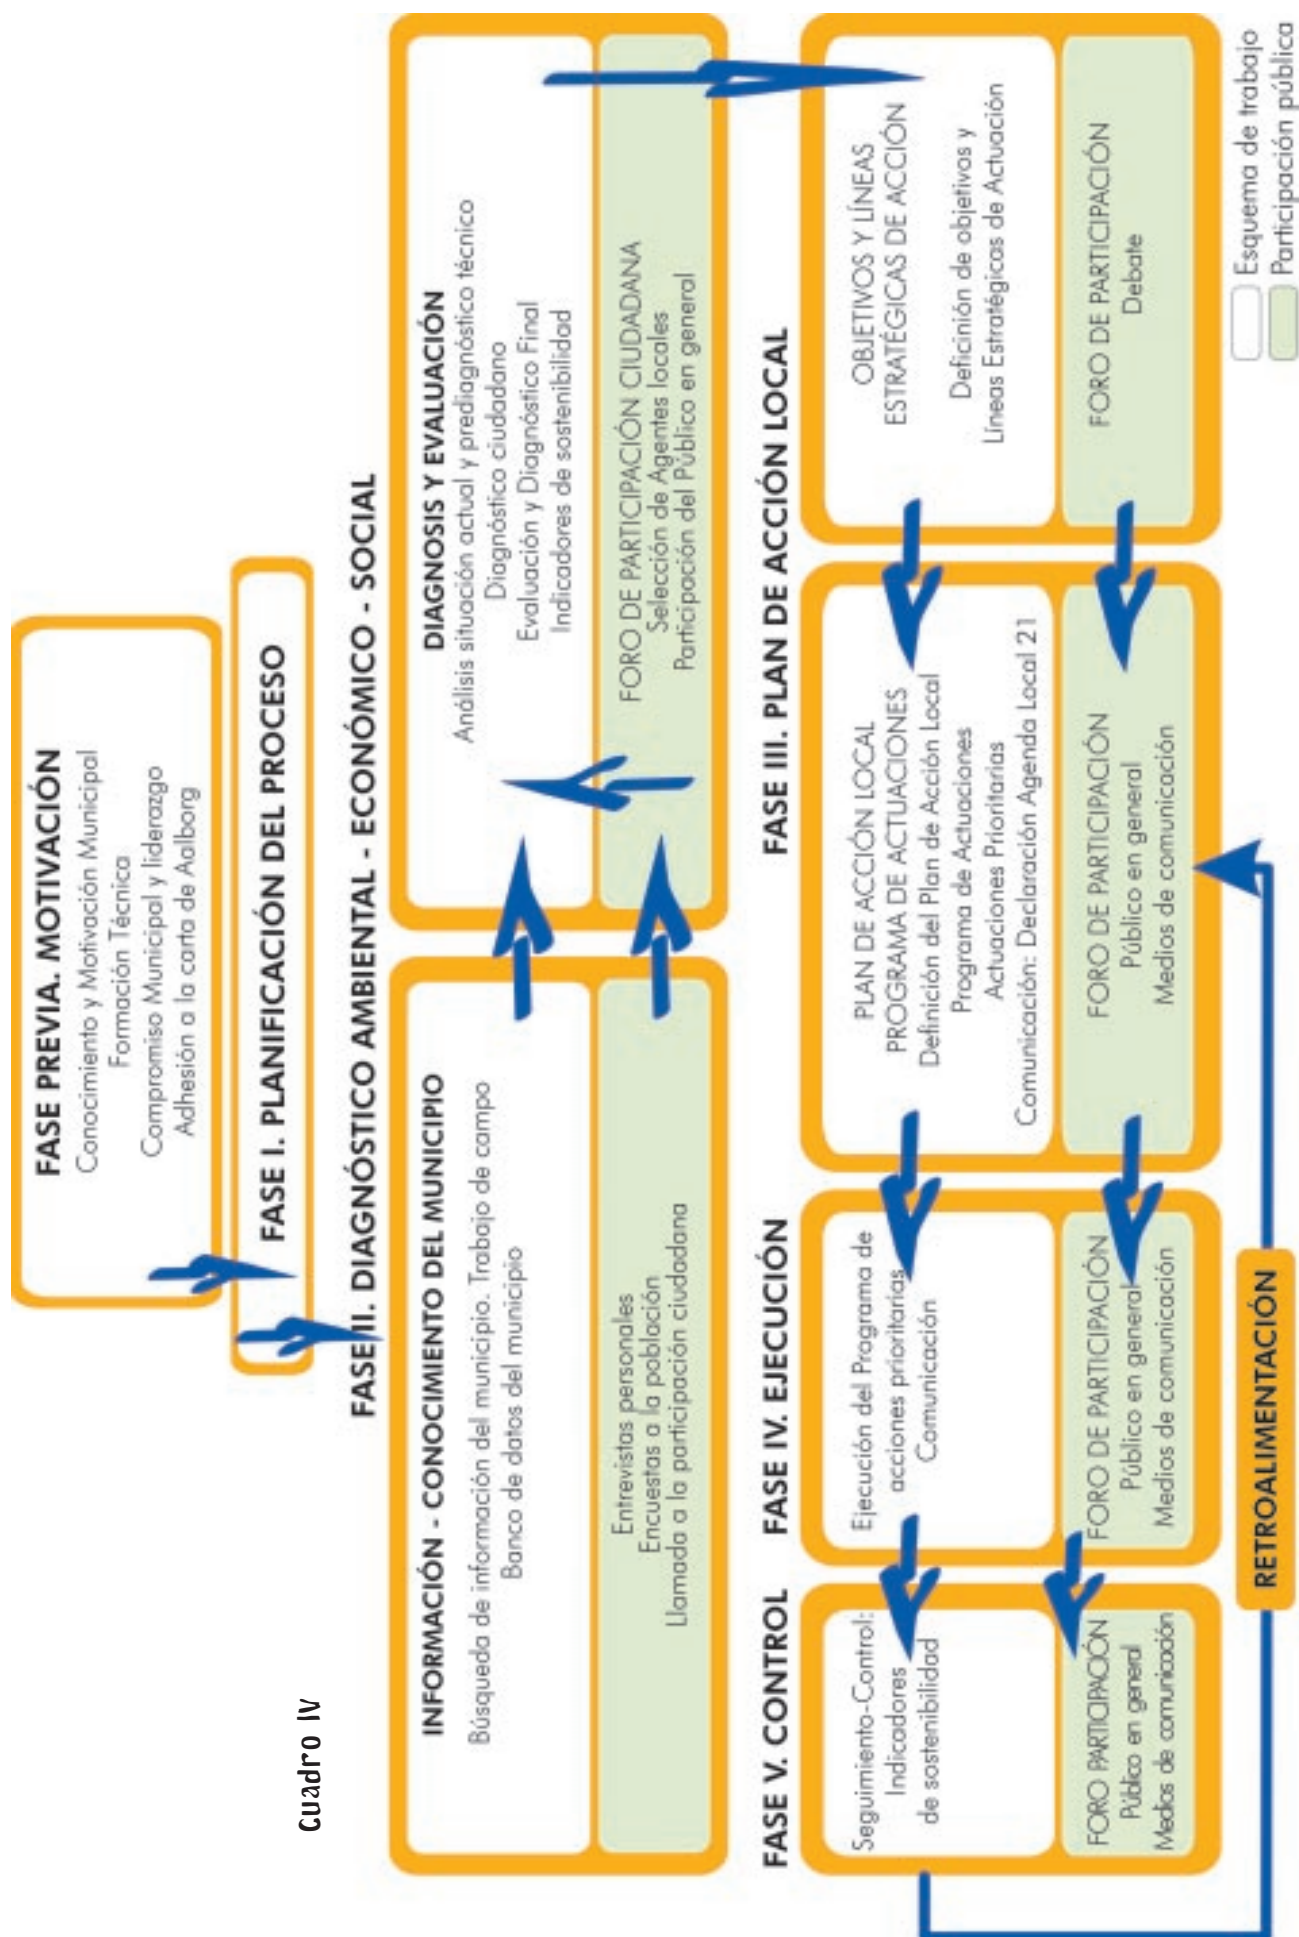 Cuadro IV
FASE PREVIA. MOTIVACIÓN
Conocimiento y Motivación Municipal
Formación Técnica
Compromiso Municipal y liderazgo
Adhesión a la carta de Aalborg
FASE I. PLANIFICACIÓN DEL PROCESO
FASE II. DIAGNÓSTICO AMBIENTAL - ECONÓMICO - SOCIAL
INFORMACIÓN - CONOCIMIENTO DEL MUNICIPIO
Búsqueda de información del municipio. Trabajo de campo
Banco de datos del municipio
Entrevistas personales
Encuestas a la población
Llamada a la participación ciudadana
DIAGNOSIS Y EVALUACIÓN
Análisis situación actual y prediagnóstico técnico
Diagnóstico ciudadano
Evaluación y Diagnóstico Final
Indicadores de sostenibilidad
FORO DE PARTICIPACIÓN CIUDADANA
Selección de Agentes locales
Participación del Público en general
FASE III. PLAN DE ACCIÓN LOCAL
OBJETIVOS Y LÍNEAS
ESTRATÉGICAS DE ACCIÓN
Deficinión de objetivos y
Líneas Estratégicas de Actuación
FORO DE PARTICIPACIÓN
Debate
PLAN DE ACCIÓN LOCAL
PROGRAMA DE ACTUACIONES
Definición del Plan de Acción Local
Programa de Actuaciones
Actuaciones Prioritarias
Comunicación: Declaración Agenda Local 21
FORO DE PARTICIPACIÓN
Público en general
Medios de comunicación
FASE IV. EJECUCIÓN
Ejecución del Programa de
acciones prioritarias
Comunicación
FORO DE PARTICIPACIÓN
Público en general
Medios de comunicación
FASE V. CONTROL
Seguimiento-Control:
Indicadores
de sostenibilidad
FORO PARTICIPACIÓN
Público en general
Medios de comunicación
RETROALIMENTACIÓN
Esquema de trabajo
Participación pública